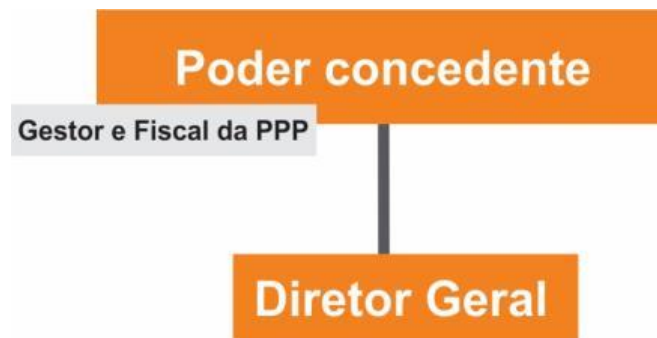 Poder concedente
Gestor e Fiscal da PPP
Diretor Geral